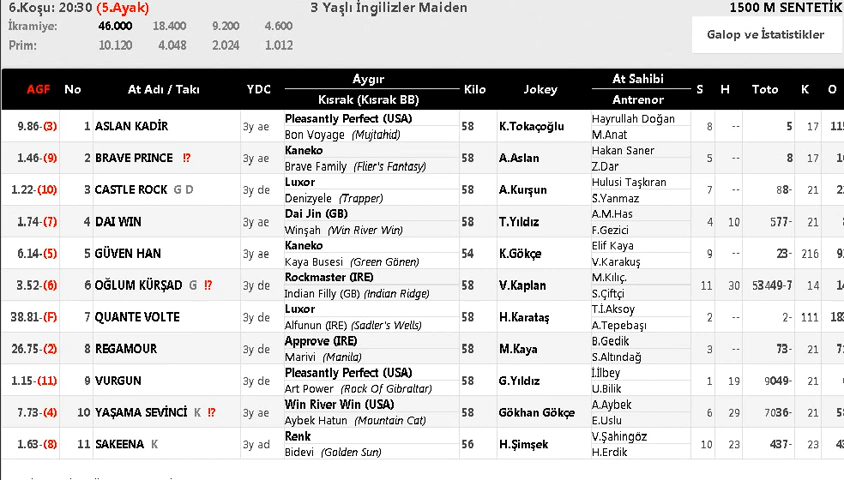 6.Koşu: 20:30 (5.Ayak) 3 Yaşlı İngilizler Maiden 1500 M SENTETİK
İkramiye: 46.000 18.400 9.200 4.600
Prim: 10.120 4.048 2.024 1.012
Galop ve İstatistikler
AGF No At Adı / Takı YDC Aygır Kilo Jokey At Sahibi S H Toto K O
Kısrak (Kısrak BB) Antrenor
9.86-(3) 1 ASLAN KADİR 3y ae Pleasantly Perfect (USA) 58 K.Tokaçoğlu Hayrullah Doğan 8 -- 5 17
Bon Voyage (Mujtahid) M.Anat
1.46-(9) 2 BRAVE PRINCE !? 3y ae Kaneko 58 A.Aslan Hakan Saner 5 -- 8 17
Brave Family (Flier's Fantasy) Z.Dar
1.22-(10) 3 CASTLE ROCK G D 3y de Luxor 58 A.Kurşun Hulusi Taşkıran 7 -- 88- 21
Denizyele (Trapper) S.Yanmaz
1.74-(7) 4 DAI WIN 3y ae Dai Jin (GB) 58 T.Yıldız A.M.Has 4 10 577- 21
Winşah (Win River Win) F.Gezici
6.14-(5) 5 GÜVEN HAN 3y ae Kaneko 54 K.Gökçe Elif Kaya 9 -- 23- 216
Kaya Busesi (Green Gönen) V.Karakuş
3.52-(6) 6 OĞLUM KÜRŞAD G !? 3y de Rockmaster (IRE) 58 V.Kaplan M.Kılıç. 11 30 53449-7 14
Indian Filly (GB) (Indian Ridge) S.Çiftçi
38.81-(F) 7 QUANTE VOLTE 3y de Luxor 58 H.Karataş T.İ.Aksoy 2 -- 2- 111
Alfunun (IRE) (Sadler's Wells) A.Tepebaşı
26.75-(2) 8 REGAMOUR 3y de Approve (IRE) 58 M.Kaya B.Gedik 3 -- 73- 21
Marivi (Manila) S.Altındağ
1.15-(11) 9 VURGUN 3y de Pleasantly Perfect (USA) 58 G.Yıldız İ.İlbey 1 19 9049- 21
Art Power (Rock Of Gibraltar) U.Bilik
7.73-(4) 10 YAŞAMA SEVİNCİ K !? 3y ae Win River Win (USA) 58 Gökhan Gökçe A.Aybek 6 29 7036- 21
Aybek Hatun (Mountain Cat) E.Uslu
1.63-(8) 11 SAKEENA K 3y ad Renk 56 H.Şimşek V.Şahingöz 10 23 437- 23
Bidevi (Golden Sun) H.Erdik